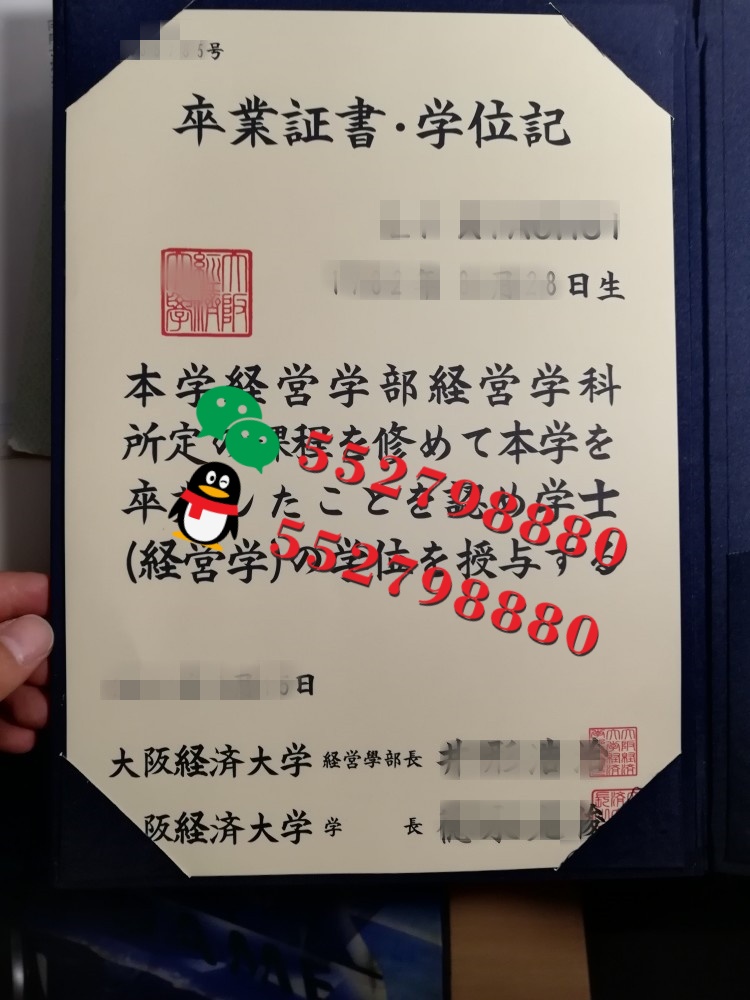 号
卒業証書・学位記
日生
本学経営学部経営学科
所定の課程を修めて本学を
卒業したことを認め学士
(経営学)の学位を授与する
552798880
552798880
日
大阪経済大学 経営學部長
阪経済大学 学 長